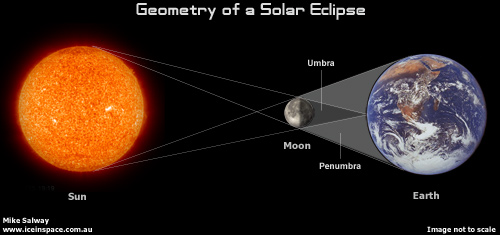 Geometry of a Solar Eclipse
Umbra
Moon
Penumbra
Sun
Earth
Mike Salway
www.iceinspace.com.au
Image not to scale